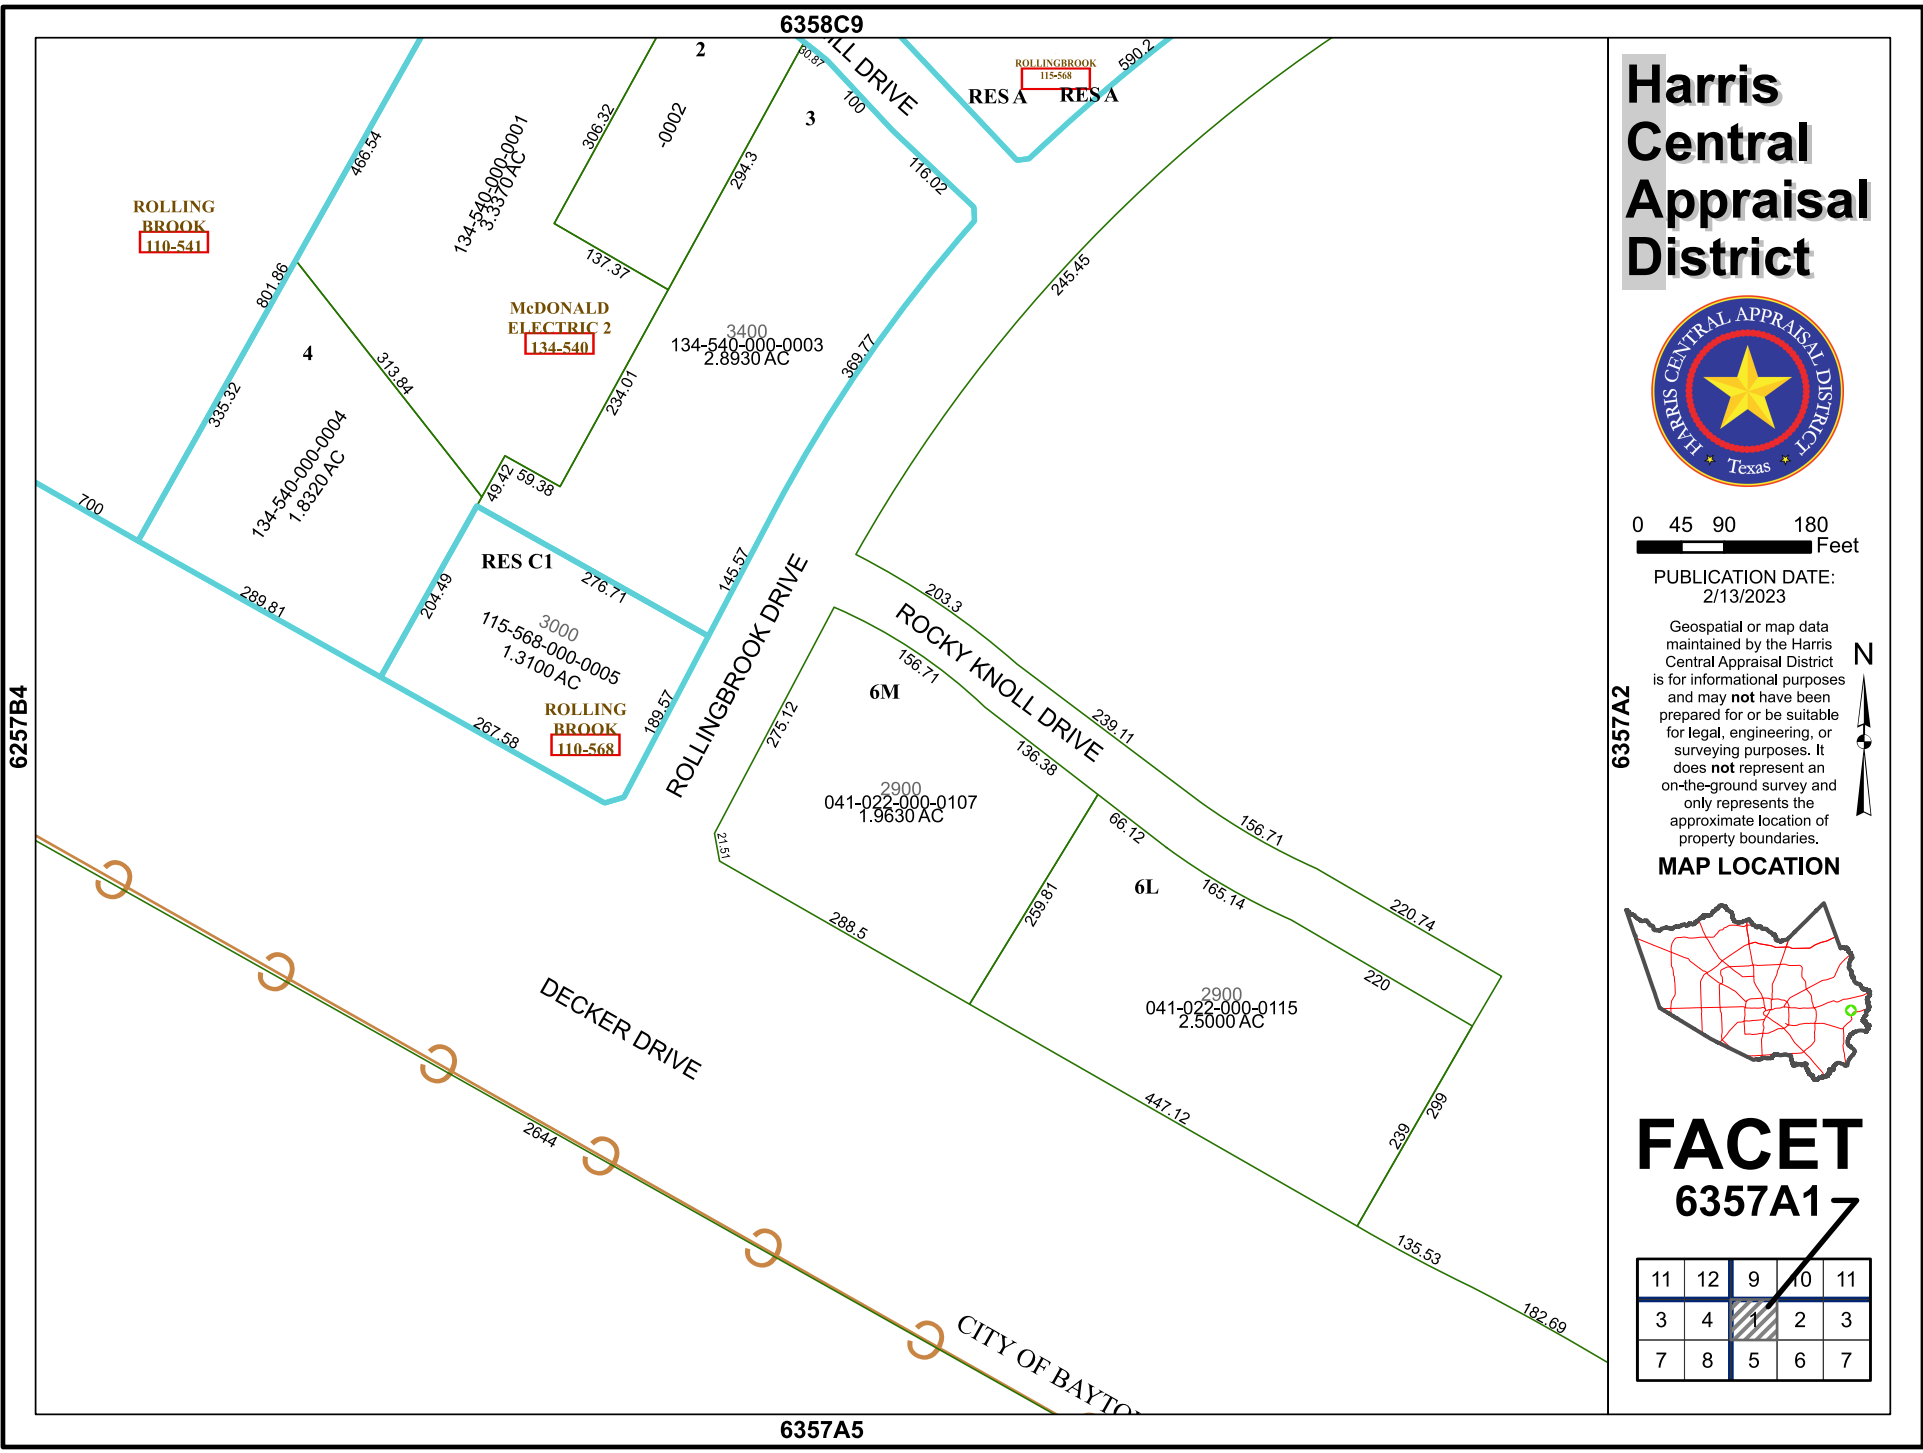 6358C9
ILL DRIVE
2
3
30.87
100
116.02
590.2
ROLLINGBROOK
115-568
RES A
RES A
466.54
134-540-000-0001
3.3370 AC
306.32
-0002
294.3
137.37
ROLLING
BROOK
110-541
801.86
McDONALD
ELECTRIC 2
134-540
3400
134-540-000-0003
2.8930 AC
369.77
245.45
4
313.84
335.32
234.01
134-540-000-0004
1.8320 AC
49.42
59.38
700
RES C1
276.71
145.57
289.81
204.49
3000
115-568-000-0005
1.3100 AC
ROLLING
BROOK
110-568
189.57
267.58
ROLLINGBROOK DRIVE
203.3
ROCKY KNOLL DRIVE
156.71
6M
275.12
239.11
136.38
2900
041-022-000-0107
1.9630 AC
21.51
66.12
156.71
259.81
6L
165.14
220.74
288.5
220
2900
041-022-000-0115
2.5000 AC
DECKER DRIVE
447.12
299
239
2644
135.53
182.69
CITY OF BAYTO
6257B4
6357A2
6357A5
Harris
Central
Appraisal
District
HARRIS CENTRAL APPRAISAL DISTRICT
Texas
0 45 90 180
Feet
PUBLICATION DATE:
2/13/2023
Geospatial or map data
maintained by the Harris
Central Appraisal District
is for informational purposes
and may not have been
prepared for or be suitable
for legal, engineering, or
surveying purposes. It
does not represent an
on-the-ground survey and
only represents the
approximate location of
property boundaries.
N
MAP LOCATION
FACET
6357A1
11 12 9 10 11
3 4 1 2 3
7 8 5 6 7